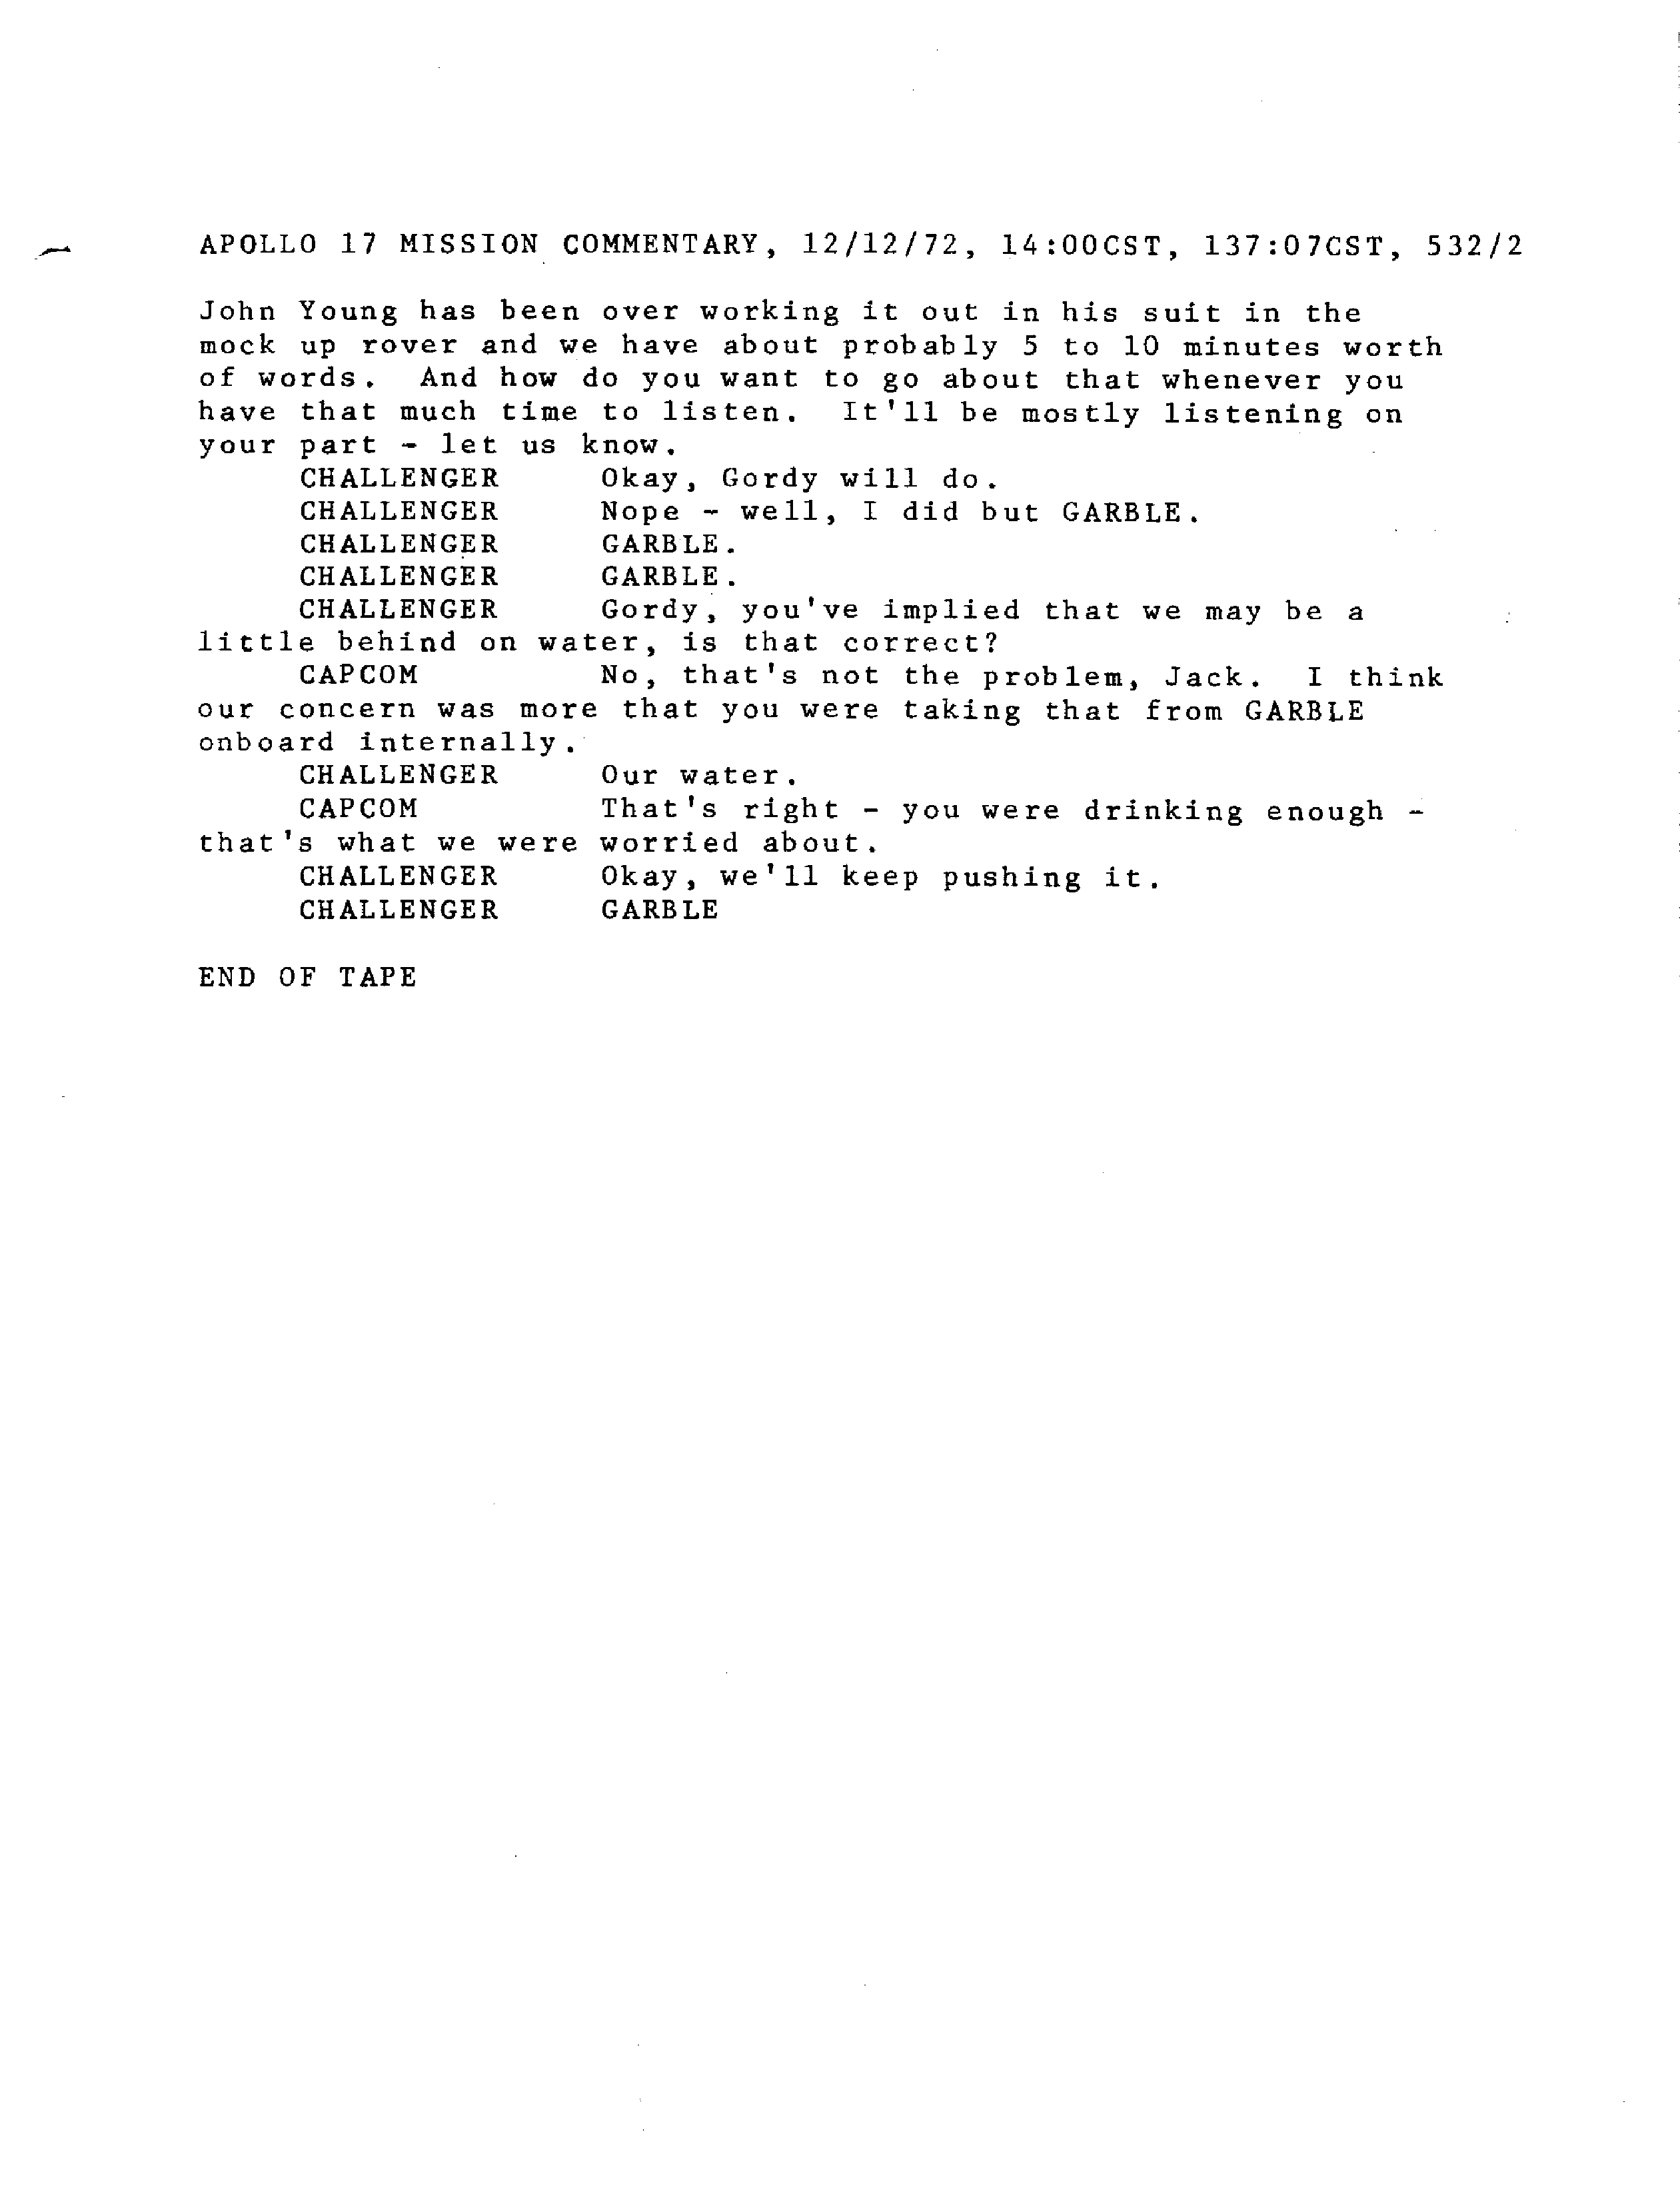 APOLLO 17 MISSION COMMENTARY, 12/12/72, 14:00CST, 137:07CST, 532/2
John Young has been over working it out in his suit in the
mock up rover and we have about probably 5 to 10 minutes worth
of words. And how do you want to go about that whenever you
have that much time to listen. It'll be mostly listening on
your part - let us know.
CHALLENGER Okay, Gordy will do.
CHALLENGER Nope - well, I did but GARBLE.
CHALLENGER GARBLE.
CHALLENGER GARBLE.
CHALLENGER Gordy, you've implied that we may be a
little behind on water, is that correct?
CAPCOM No, that's not the problem, Jack. I think
our concern was more that you were taking that from GARBLE
onboard internally.
CHALLENGER Our water.
CAPCOM That's right - you were drinking enough -
that's what we were worried about.
CHALLENGER Okay, we'll keep pushing it.
CHALLENGER GARBLE
END OF TAPE